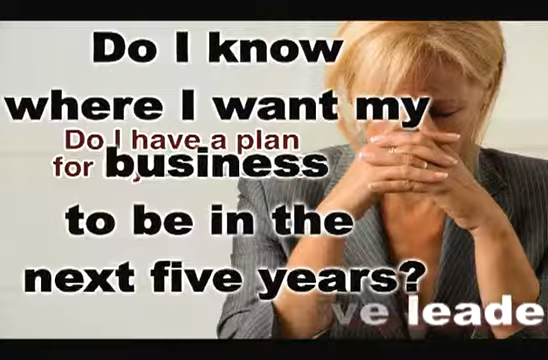 Do I know
where I want my
Do I have a plan
for business
to be in the
next five years?
ve leade